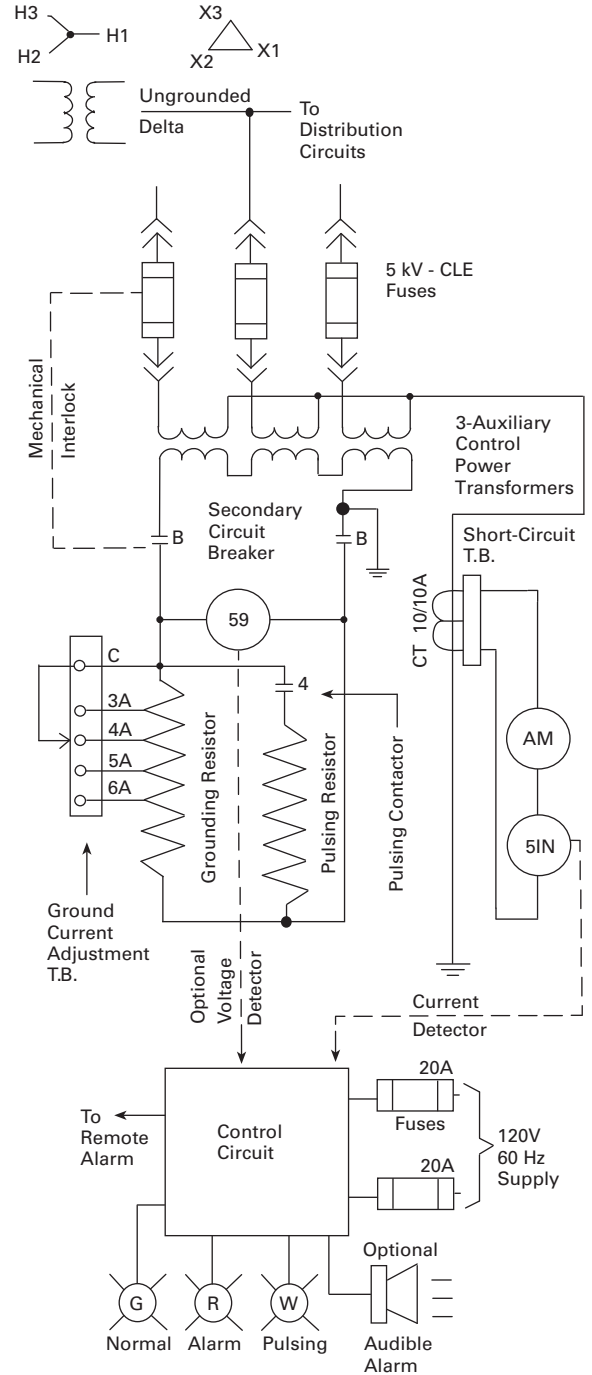 H3
H1
H2
X3
X1
X2
Ungrounded
Delta
To
Distribution
Circuits
5 kV - CLE
Fuses
Mechanical
Interlock
3-Auxiliary
Control
Power
Transformers
Secondary
Circuit
Breaker
B
B
Short-Circuit
T.B.
CT 10/10A
59
C
3A
4A
5A
6A
4
Grounding Resistor
Pulsing Resistor
Pulsing Contactor
AM
5IN
Ground
Current
Adjustment
T.B.
Optional
Voltage
Detector
Current
Detector
To
Remote
Alarm
Control
Circuit
20A
Fuses
20A
120V
60 Hz
Supply
Optional
G
R
W
Normal
Alarm
Pulsing
Audible
Alarm